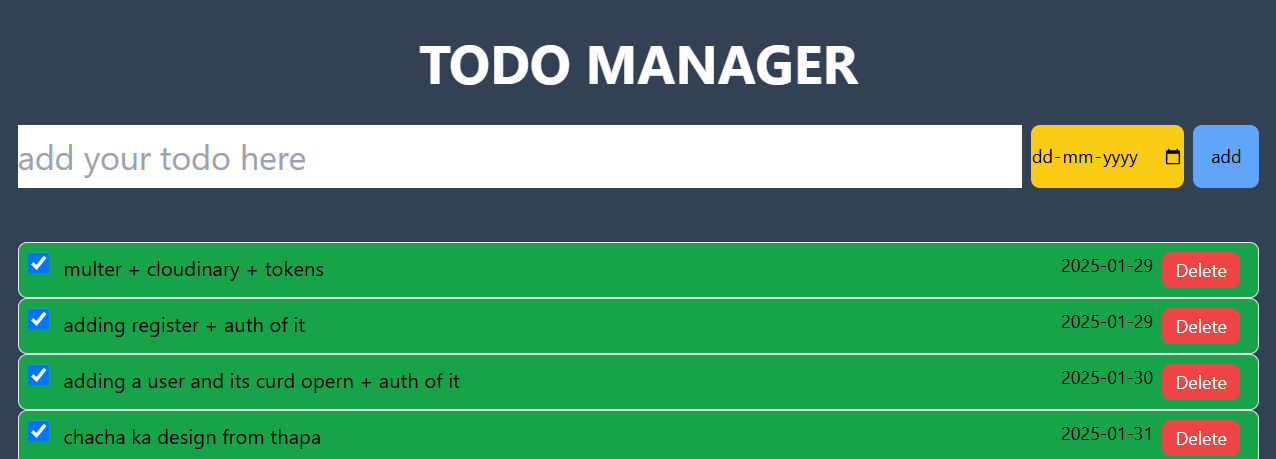 TODO MANAGER
add your todo here dd-mm-yyyy add
multer + cloudinary + tokens 2025-01-29 Delete
adding register + auth of it 2025-01-29 Delete
adding a user and its curd opern + auth of it 2025-01-30 Delete
chacha ka design from thapa 2025-01-31 Delete